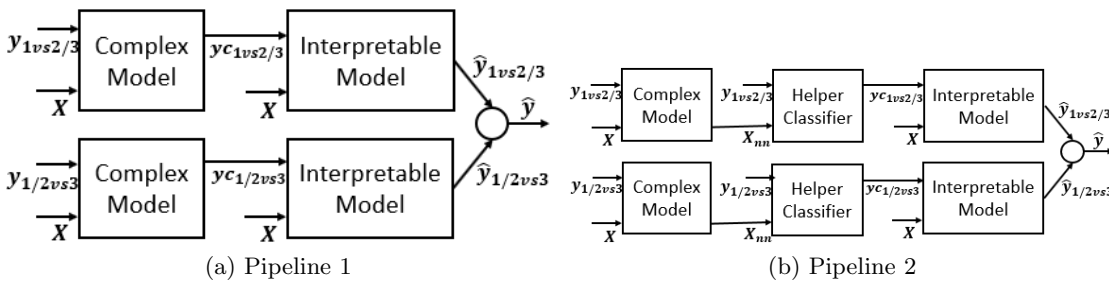 y1vs2/3
Complex
Model
X
yc1vs2/3
Interpretable
Model
X
ŷ1vs2/3
ŷ
y1/2vs3
Complex
Model
X
yc1/2vs3
Interpretable
Model
X
ŷ1/2vs3
(a) Pipeline 1
y1vs2/3
Complex
Model
X
y1vs2/3
Xnn
Helper
Classifier
yc1vs2/3
Interpretable
Model
X
ŷ1vs2/3
ŷ
y1/2vs3
Complex
Model
X
y1/2vs3
Xnn
Helper
Classifier
yc1/2vs3
Interpretable
Model
X
ŷ1/2vs3
(b) Pipeline 2